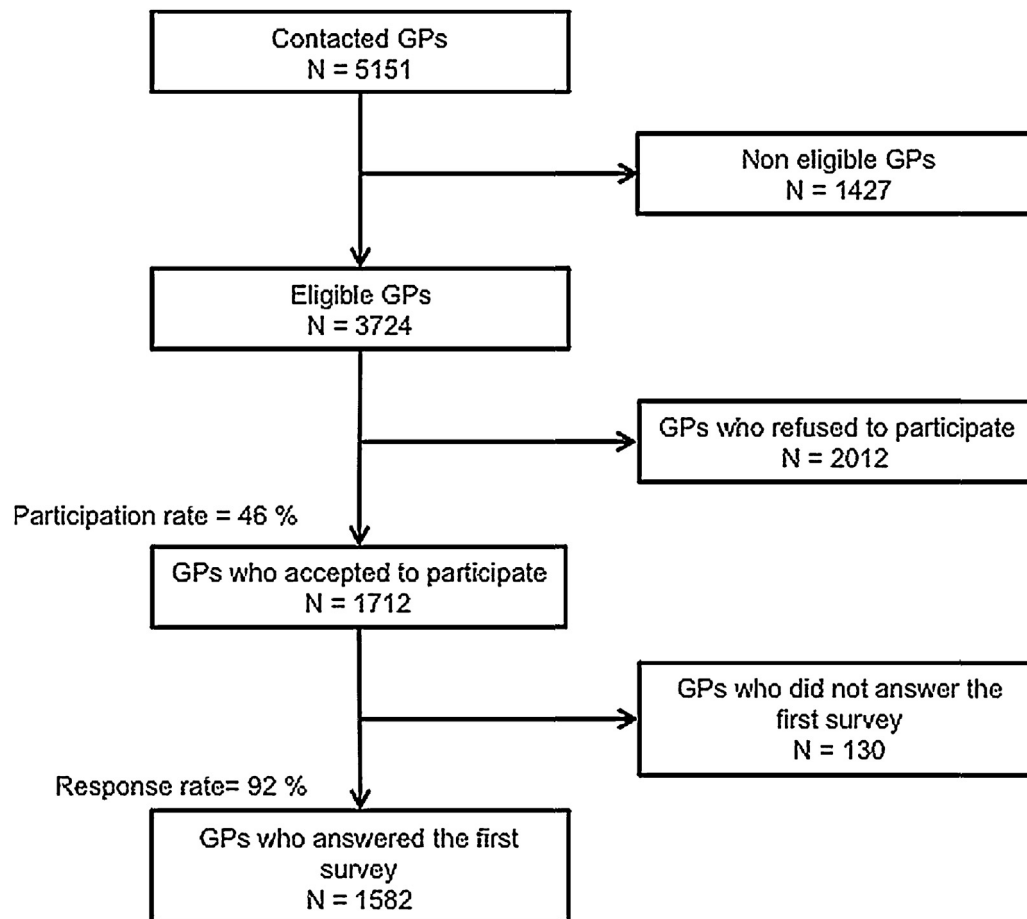 Contacted GPs
N = 5151
Non eligible GPs
N = 1427
Eligible GPs
N = 3724
GPs who refused to participate
N = 2012
Participation rate = 46 %
GPs who accepted to participate
N = 1712
GPs who did not answer the
first survey
N = 130
Response rate= 92 %
GPs who answered the first
survey
N = 1582